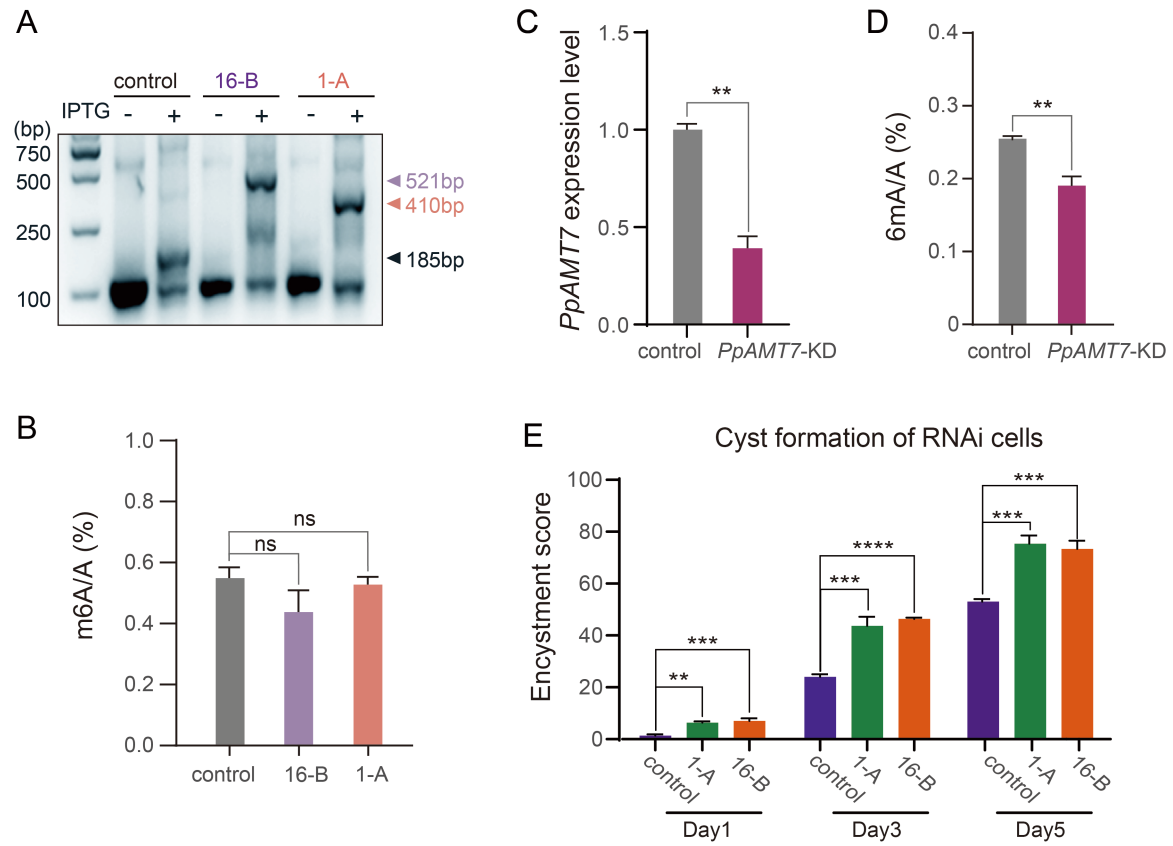 A
control 16-B 1-A
IPTG - + - + - +
(bp)
750
500
250
100
521bp
410bp
185bp
B
m6A/A (%)
1.0
0.8
0.6
0.4
0.2
0.0
ns
ns
control 16-B 1-A
C
PpAMT7 expression level
1.5
1.0
0.5
0.0
**
control PpAMT7-KD
D
6mA/A (%)
0.4
0.3
0.2
0.1
0
**
control PpAMT7-KD
E
Cyst formation of RNAi cells
Encystment score
100
80
60
40
20
0
***
**
****
***
***
***
control 1-A 16-B control 1-A 16-B control 1-A 16-B
Day1 Day3 Day5